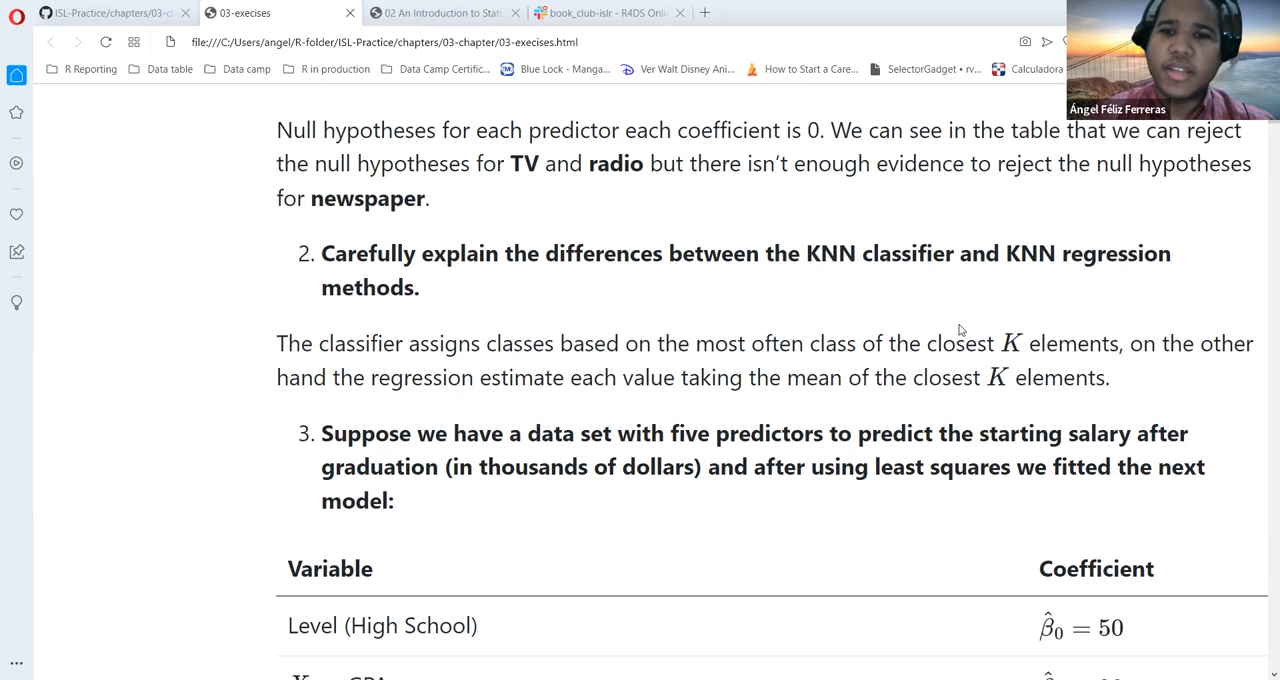 ISL-Practice/chapters/03-c
03-execises
02 An Introduction to Stati
book_club-islr - R4DS Onli
file:///C:/Users/angel/R-folder/ISL-Practice/chapters/03-chapter/03-execises.html
R Reporting
Data table
Data camp
R in production
Data Camp Certific...
Blue Lock - Manga...
Ver Walt Disney Ani...
How to Start a Care...
SelectorGadget • rv...
Calculadora
Ángel Féliz Ferreras
Null hypotheses for each predictor each coefficient is 0. We can see in the table that we can reject
the null hypotheses for TV and radio but there isn't enough evidence to reject the null hypotheses
for newspaper.
2. Carefully explain the differences between the KNN classifier and KNN regression
methods.
The classifier assigns classes based on the most often class of the closest K elements, on the other
hand the regression estimate each value taking the mean of the closest K elements.
3. Suppose we have a data set with five predictors to predict the starting salary after
graduation (in thousands of dollars) and after using least squares we fitted the next
model:
Variable Coefficient
Level (High School) β̂₀ = 50